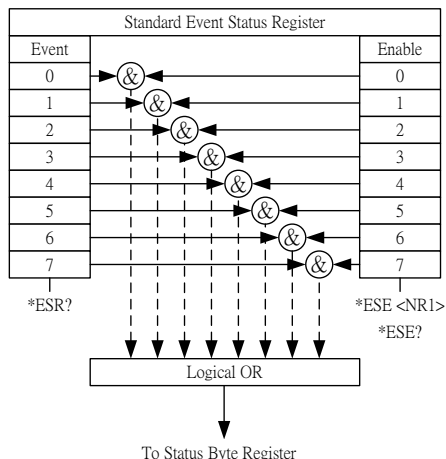 Standard Event Status Register
Event Enable
0 & 0
1 & 1
2 & 2
3 & 3
4 & 4
5 & 5
6 & 6
7 & 7
*ESR? *ESE <NR1>
*ESE?
Logical OR
To Status Byte Register